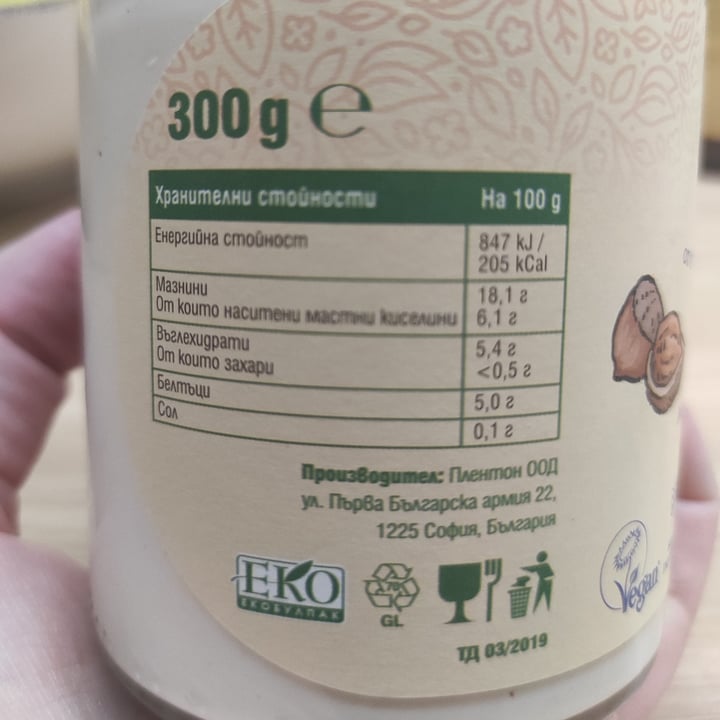 300 g ℮
Хранителни стойности На 100 g
Енергийна стойност 847 kJ /
205 kCal
Мазнини 18,1 г
От които наситени мастни киселини 6,1 г
Въглехидрати 5,4 г
От които захари <0,5 г
Белтъци 5,0 г
Сол 0,1 г
Производител: Плентон ООД
ул. Първа Българска армия 22,
1225 София, България
ЕКО
ЕКОБУЛПАК
70
GL
Vegan
ТД 03/2019